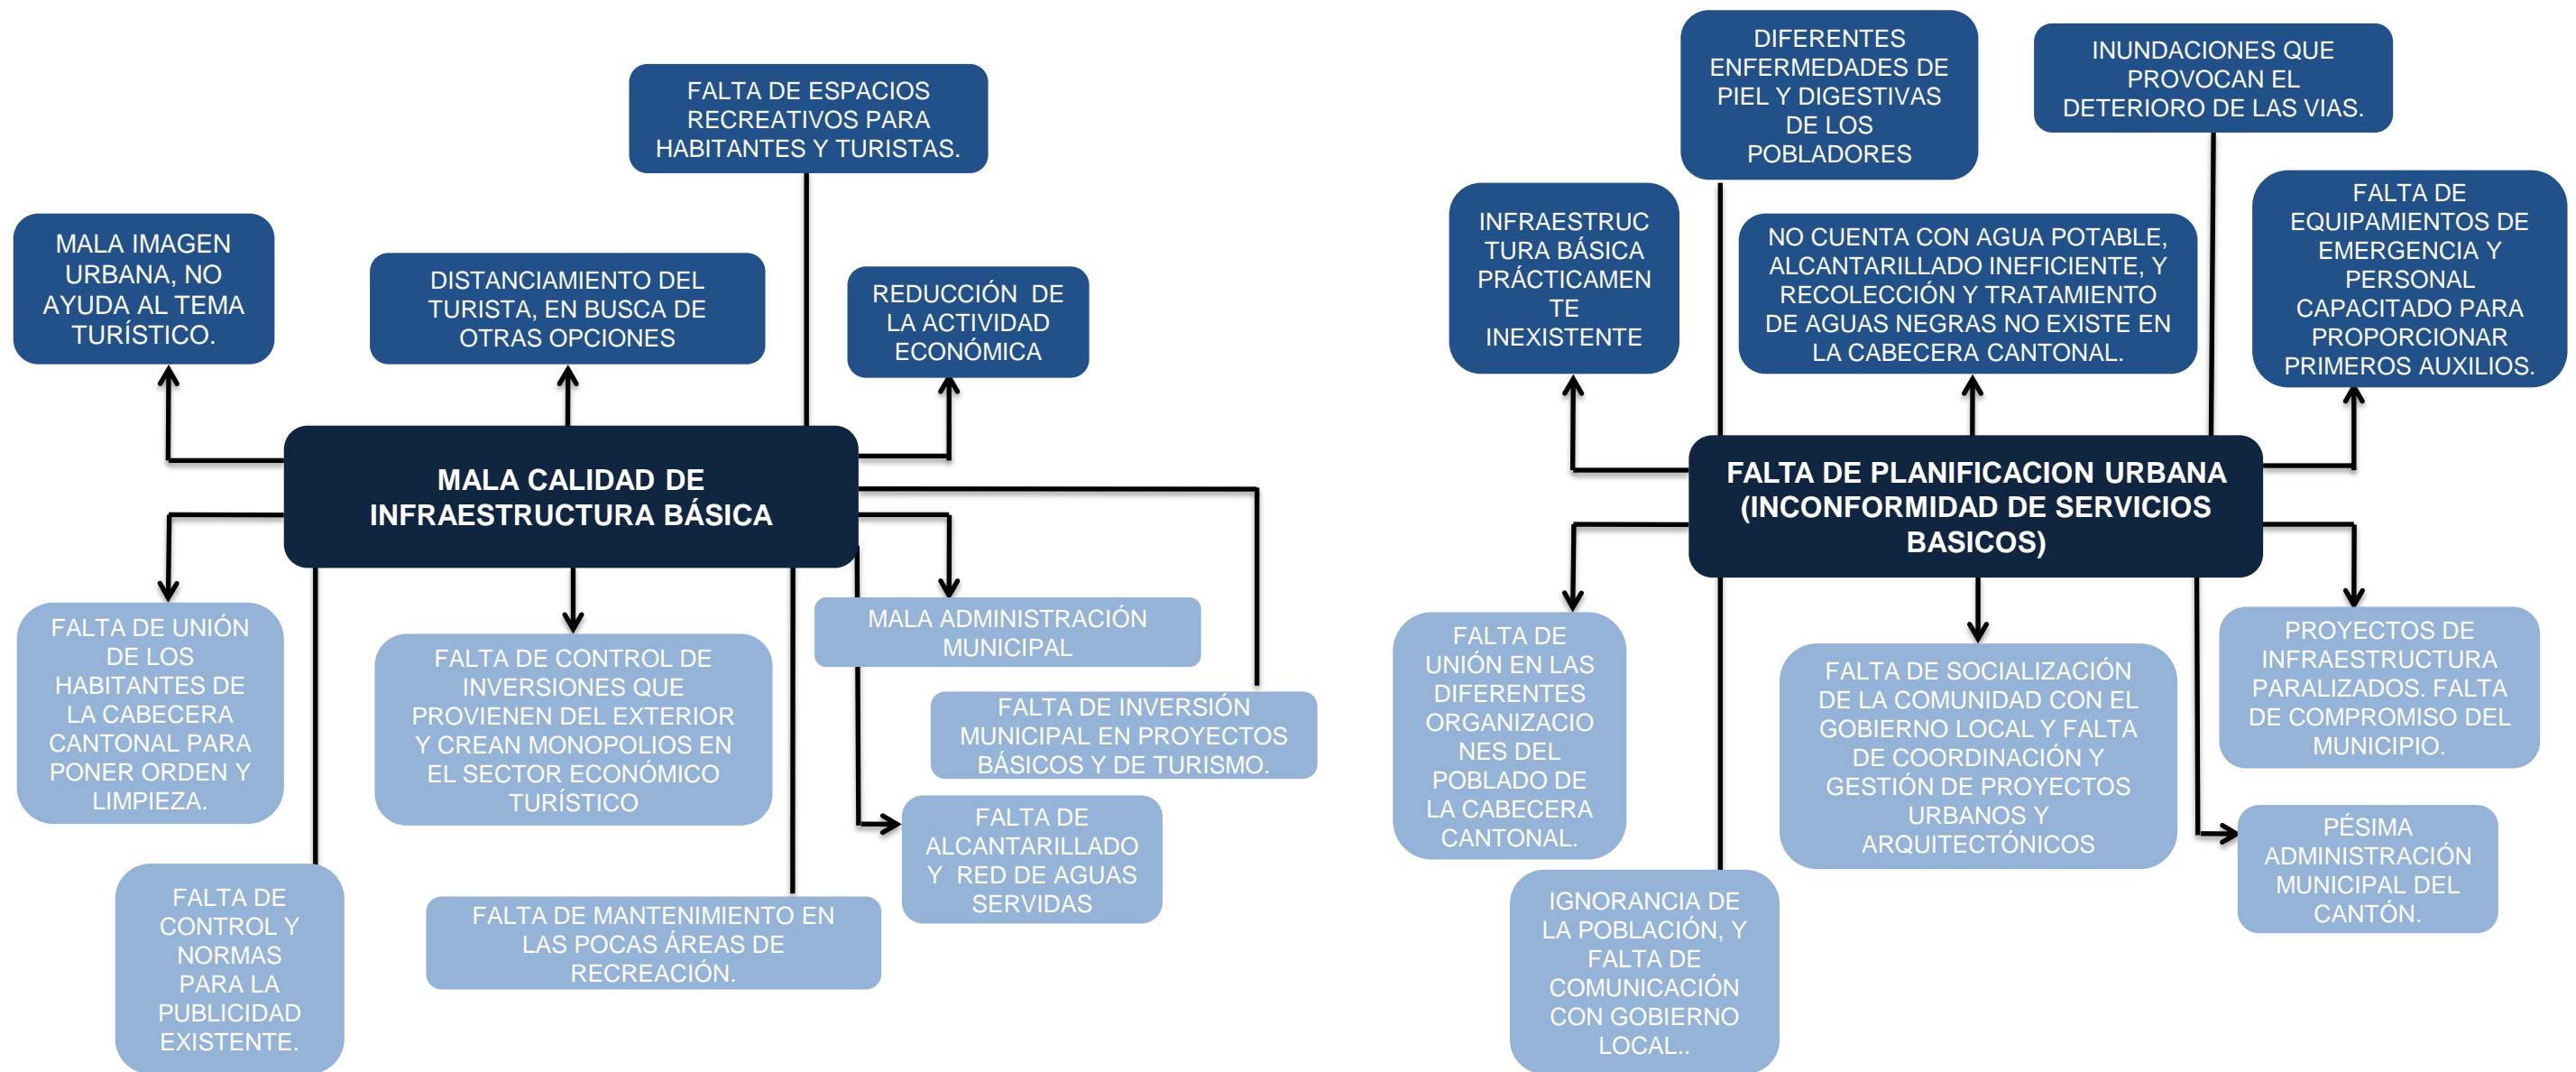 FALTA DE ESPACIOS
RECREATIVOS PARA
HABITANTES Y TURISTAS.
MALA IMAGEN
URBANA, NO
AYUDA AL TEMA
TURÍSTICO.
DISTANCIAMIENTO DEL
TURISTA, EN BUSCA DE
OTRAS OPCIONES
REDUCCIÓN DE
LA ACTIVIDAD
ECONÓMICA
MALA CALIDAD DE
INFRAESTRUCTURA BÁSICA
FALTA DE UNIÓN
DE LOS
HABITANTES DE
LA CABECERA
CANTONAL PARA
PONER ORDEN Y
LIMPIEZA.
FALTA DE CONTROL DE
INVERSIONES QUE
PROVIENEN DEL EXTERIOR
Y CREAN MONOPOLIOS EN
EL SECTOR ECONÓMICO
TURÍSTICO
MALA ADMINISTRACIÓN
MUNICIPAL
FALTA DE INVERSIÓN
MUNICIPAL EN PROYECTOS
BÁSICOS Y DE TURISMO.
FALTA DE
ALCANTARILLADO
Y RED DE AGUAS
SERVIDAS
FALTA DE
CONTROL Y
NORMAS
PARA LA
PUBLICIDAD
EXISTENTE.
FALTA DE MANTENIMIENTO EN
LAS POCAS ÁREAS DE
RECREACIÓN.
DIFERENTES
ENFERMEDADES DE
PIEL Y DIGESTIVAS
DE LOS
POBLADORES
INUNDACIONES QUE
PROVOCAN EL
DETERIORO DE LAS VIAS.
INFRAESTRUC
TURA BÁSICA
PRÁCTICAMEN
TE
INEXISTENTE
NO CUENTA CON AGUA POTABLE,
ALCANTARILLADO INEFICIENTE, Y
RECOLECCIÓN Y TRATAMIENTO
DE AGUAS NEGRAS NO EXISTE EN
LA CABECERA CANTONAL.
FALTA DE
EQUIPAMIENTOS DE
EMERGENCIA Y
PERSONAL
CAPACITADO PARA
PROPORCIONAR
PRIMEROS AUXILIOS.
FALTA DE PLANIFICACION URBANA
(INCONFORMIDAD DE SERVICIOS
BASICOS)
FALTA DE
UNIÓN EN LAS
DIFERENTES
ORGANIZACIO
NES DEL
POBLADO DE
LA CABECERA
CANTONAL.
FALTA DE SOCIALIZACIÓN
DE LA COMUNIDAD CON EL
GOBIERNO LOCAL Y FALTA
DE COORDINACIÓN Y
GESTIÓN DE PROYECTOS
URBANOS Y
ARQUITECTÓNICOS
PROYECTOS DE
INFRAESTRUCTURA
PARALIZADOS. FALTA
DE COMPROMISO DEL
MUNICIPIO.
PÉSIMA
ADMINISTRACIÓN
MUNICIPAL DEL
CANTÓN.
IGNORANCIA DE
LA POBLACIÓN, Y
FALTA DE
COMUNICACIÓN
CON GOBIERNO
LOCAL..